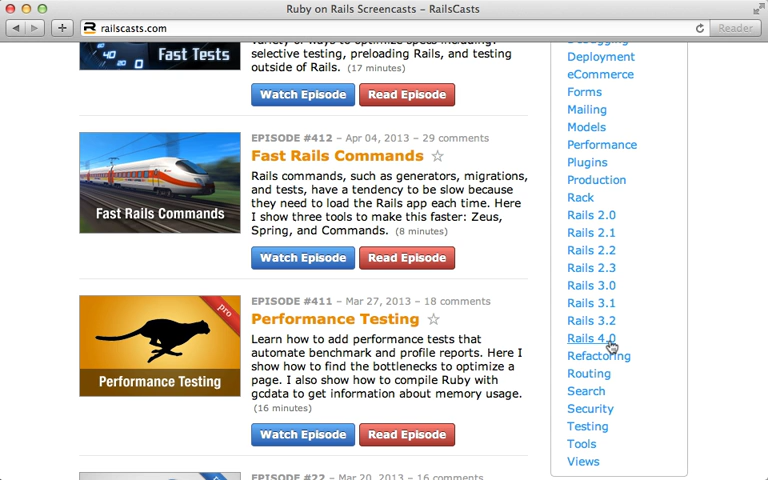 Ruby on Rails Screencasts – RailsCasts
railscasts.com
Reader
Fast Tests
selective testing, preloading Rails, and testing
outside of Rails. (17 minutes)
Watch Episode
Read Episode
EPISODE #412 – Apr 04, 2013 – 29 comments
Fast Rails Commands
Fast Rails Commands
Rails commands, such as generators, migrations,
and tests, have a tendency to be slow because
they need to load the Rails app each time. Here
I show three tools to make this faster: Zeus,
Spring, and Commands. (8 minutes)
Watch Episode
Read Episode
EPISODE #411 – Mar 27, 2013 – 18 comments
pro
Performance Testing
Performance Testing
Learn how to add performance tests that
automate benchmark and profile reports. Here I
show how to find the bottlenecks to optimize a
page. I also show how to compile Ruby with
gcdata to get information about memory usage.
(16 minutes)
Watch Episode
Read Episode
EPISODE #22 – Mar 20, 2013 – 16 comments
Debugging
Deployment
eCommerce
Forms
Mailing
Models
Performance
Plugins
Production
Rack
Rails 2.0
Rails 2.1
Rails 2.2
Rails 2.3
Rails 3.0
Rails 3.1
Rails 3.2
Rails 4.0
Refactoring
Routing
Search
Security
Testing
Tools
Views